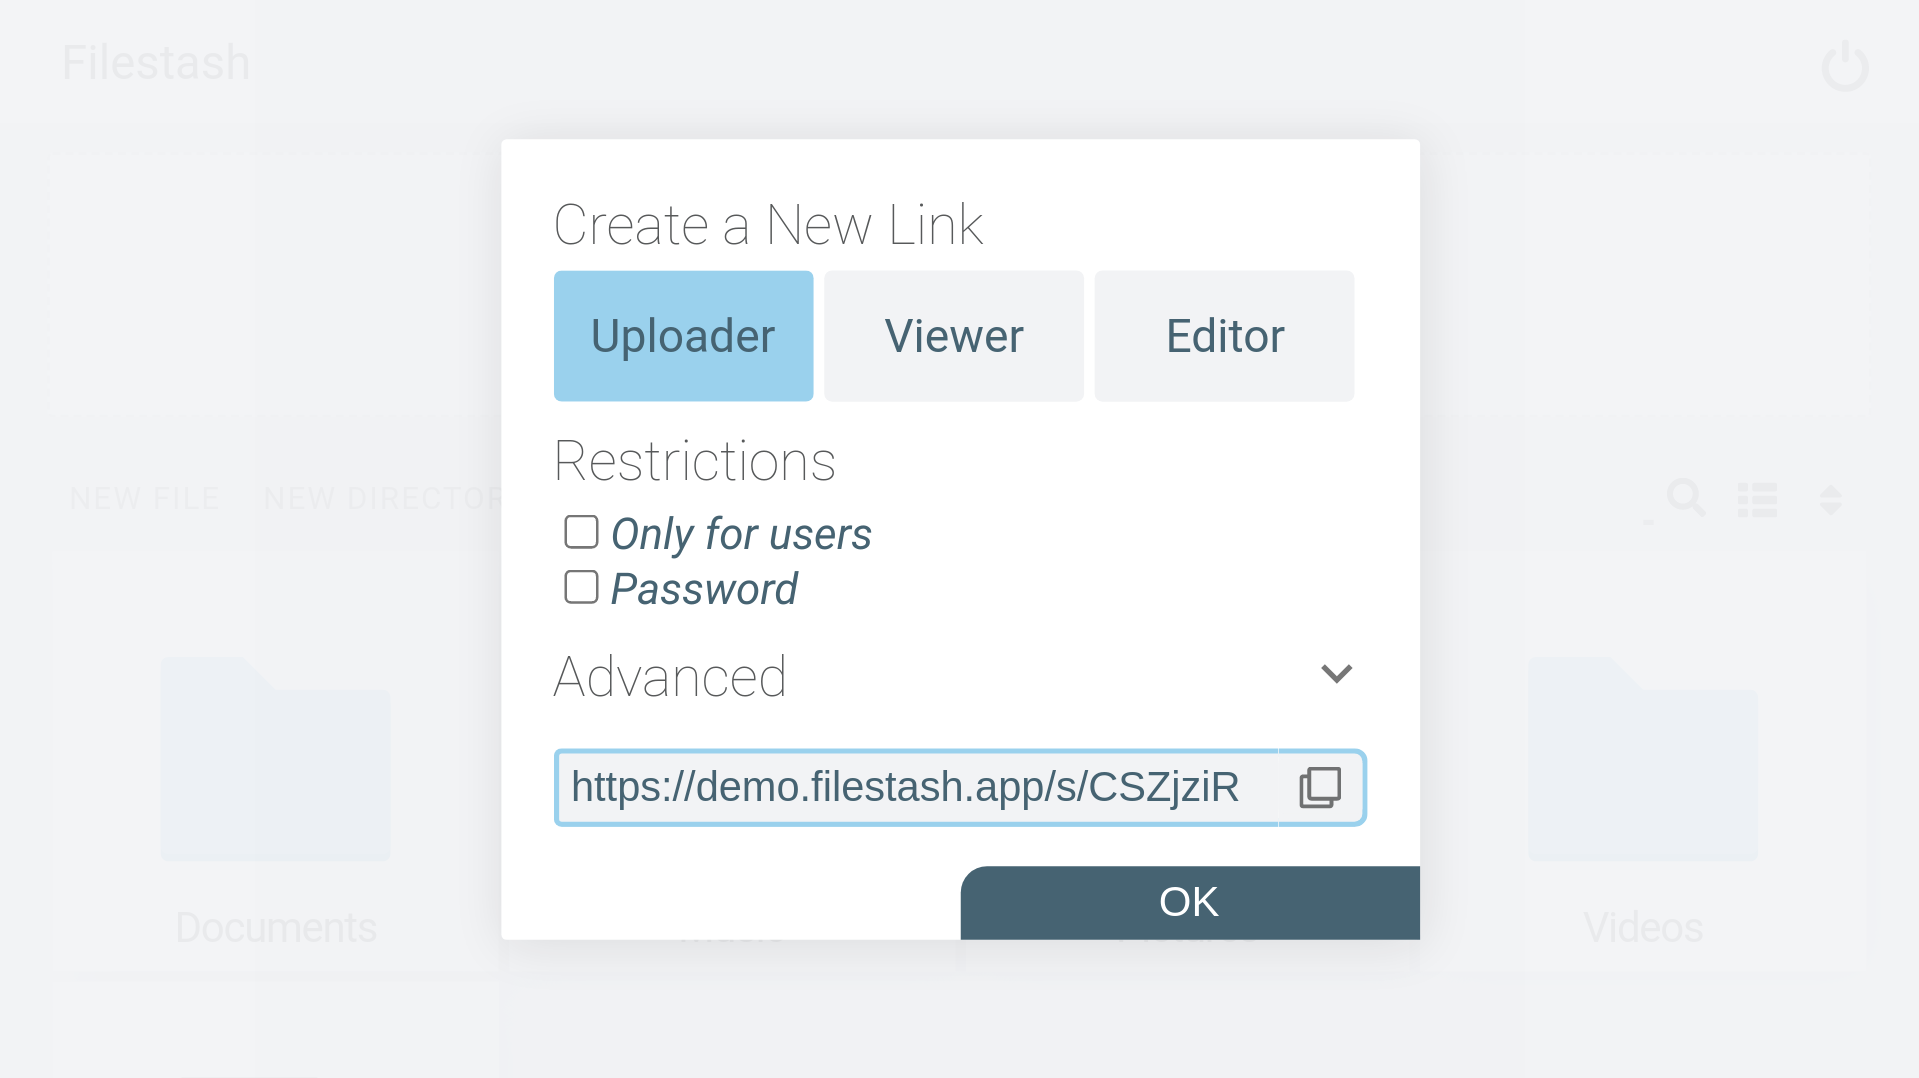 Filestash
Create a New Link
Uploader Viewer Editor
Restrictions
NEW FILE NEW DIRECTOR
Only for users
Password
Advanced
https://demo.filestash.app/s/CSZjziR
OK
Documents Videos